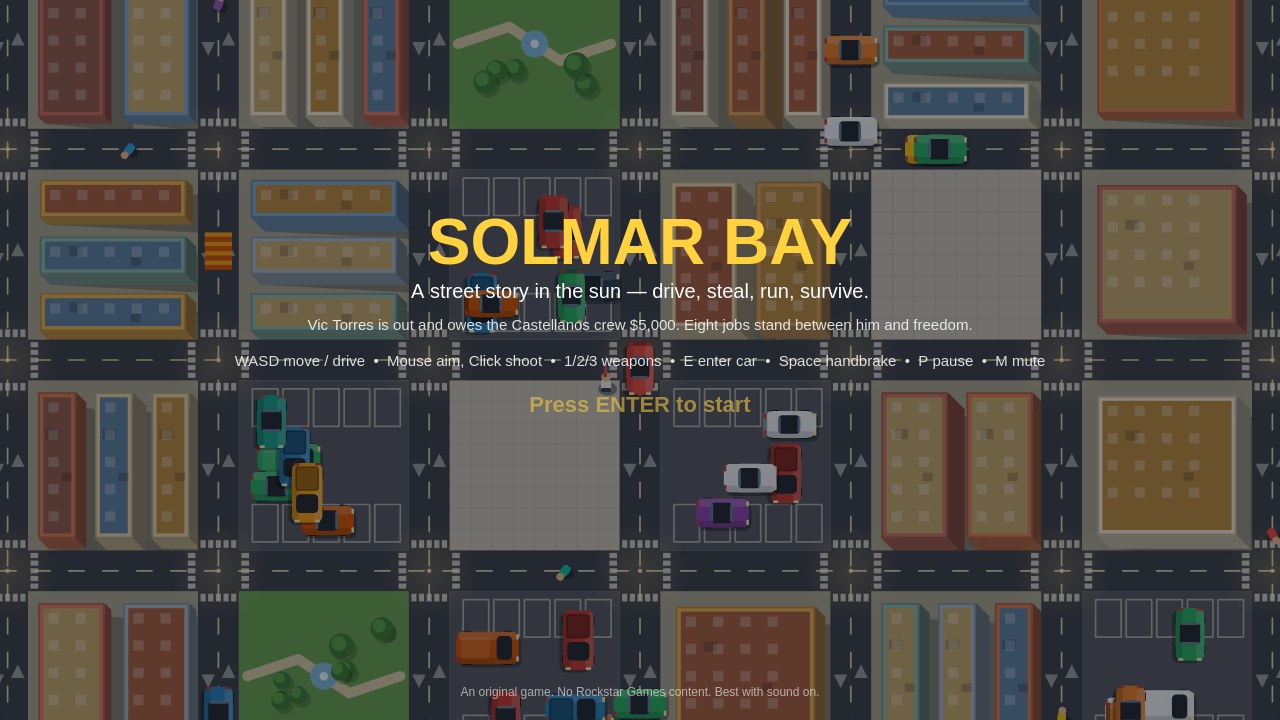 SOLMAR BAY
A street story in the sun — drive, steal, run, survive.
Vic Torres is out and owes the Castellanos crew $5,000. Eight jobs stand between him and freedom.
WASD move / drive • Mouse aim, Click shoot • 1/2/3 weapons • E enter car • Space handbrake • P pause • M mute
Press ENTER to start
An original game. No Rockstar Games content. Best with sound on.